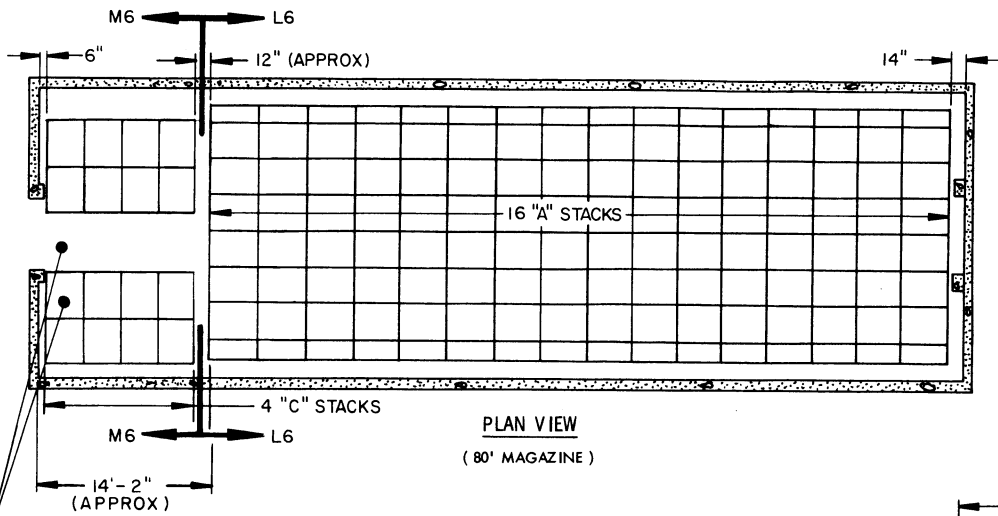 M6 L6
6"
12" (APPROX)
14"
16 "A" STACKS
4 "C" STACKS
M6 L6
PLAN VIEW
( 80' MAGAZINE )
14'-2"
(APPROX)